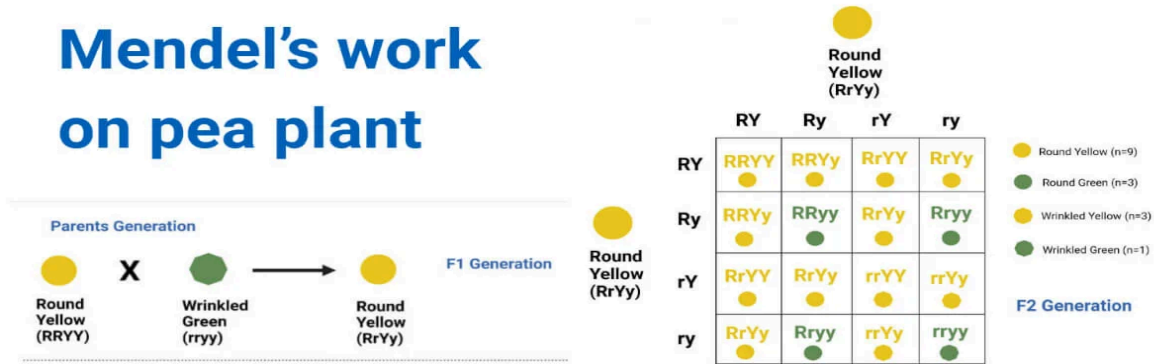 Mendel's work
on pea plant
Parents Generation
X
F1 Generation
Round
Yellow
(RRYY)
Wrinkled
Green
(rryy)
Round
Yellow
(RrYy)
Round
Yellow
(RrYy)
RY Ry rY ry
Round
Yellow
(RrYy)
RY RRYY RRYy RrYY RrYy
Ry RRYy RRyy RrYy Rryy
rY RrYY RrYy rrYY rrYy
ry RrYy Rryy rrYy rryy
Round Yellow (n=9)
Round Green (n=3)
Wrinkled Yellow (n=3)
Wrinkled Green (n=1)
F2 Generation